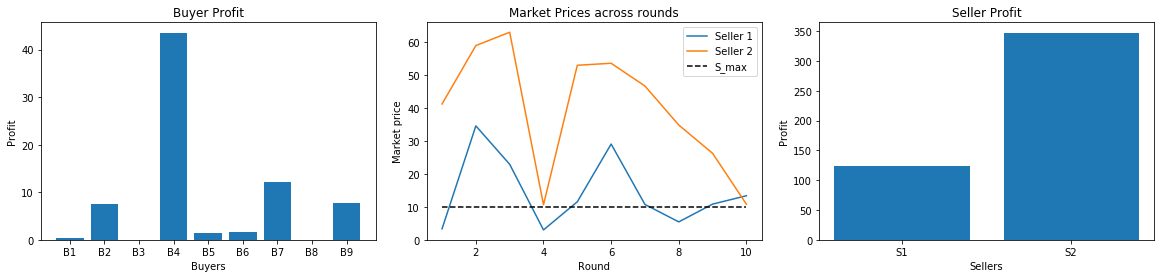 Buyer Profit
Profit
40
30
20
10
0
B1 B2 B3 B4 B5 B6 B7 B8 B9
Buyers
Market Prices across rounds
Market price
60
50
40
30
20
10
0
2 4 6 8 10
Round
Seller 1
Seller 2
S_max
Seller Profit
Profit
350
300
250
200
150
100
50
0
S1 S2
Sellers